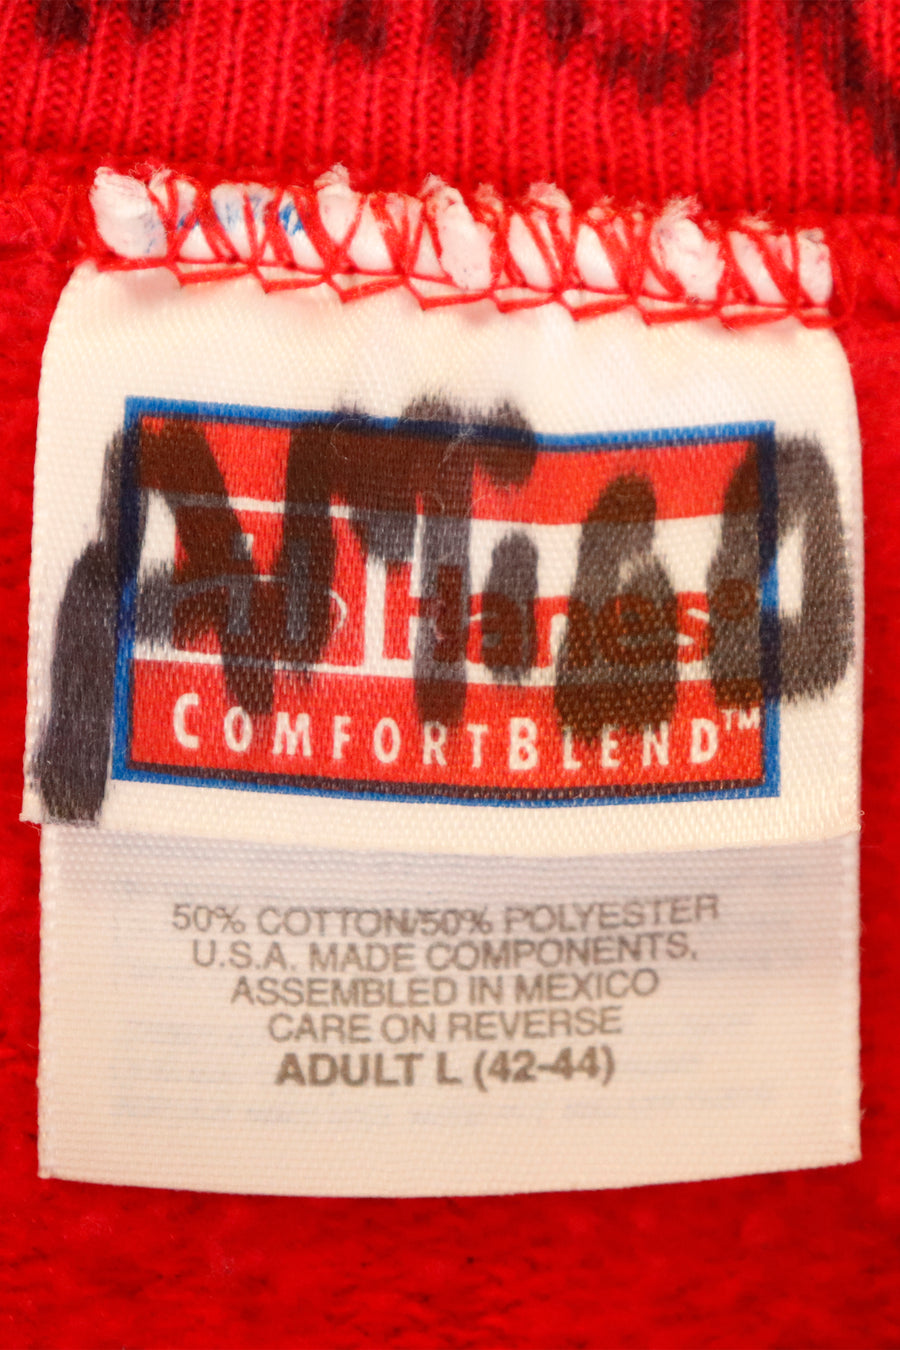 Hanes
COMFORTBLEND™
50% COTTON/50% POLYESTER
U.S.A. MADE COMPONENTS,
ASSEMBLED IN MEXICO
CARE ON REVERSE
ADULT L (42-44)